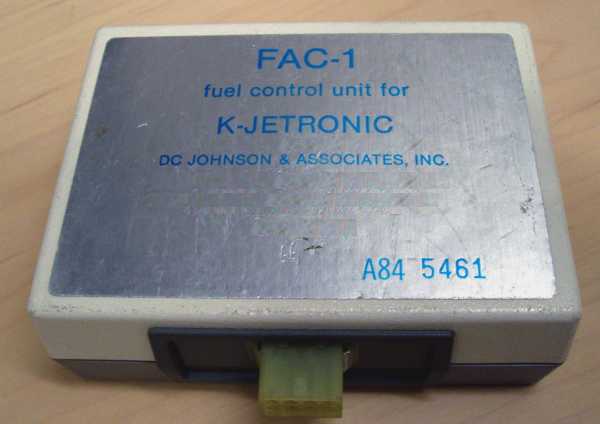 FAC-1
fuel control unit for
K-JETRONIC
DC JOHNSON & ASSOCIATES, INC.
A84 5461